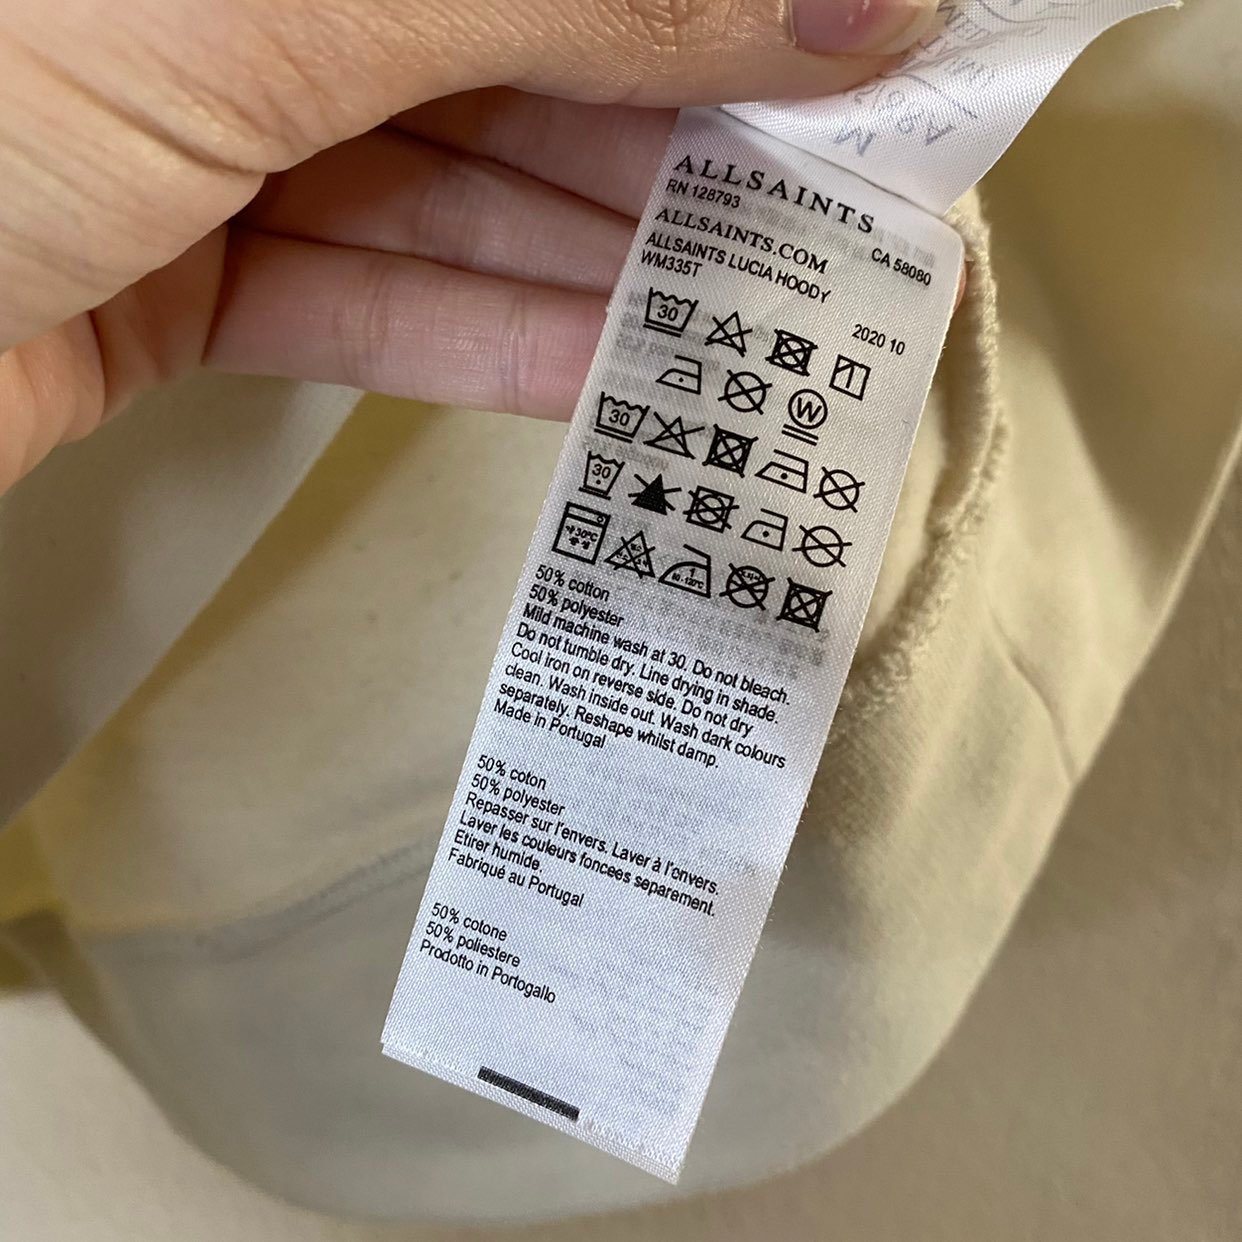 ALLSAINTS
RN 128793 CA 58080
ALLSAINTS.COM
ALLSAINTS LUCIA HOODY
WM335T 2020 10
30
W
30
30
50% cotton
50% polyester
Mild machine wash at 30. Do not bleach.
Do not tumble dry. Line drying in shade.
Cool iron on reverse side. Do not dry
clean. Wash inside out. Wash dark colours
separately. Reshape whilst damp.
Made in Portugal
50% coton
50% polyester
Repasser sur l'envers. Laver à l'envers.
Laver les couleurs foncees separement.
Etirer humide.
Fabriqué au Portugal
50% cotone
50% poliestere
Prodotto in Portogallo